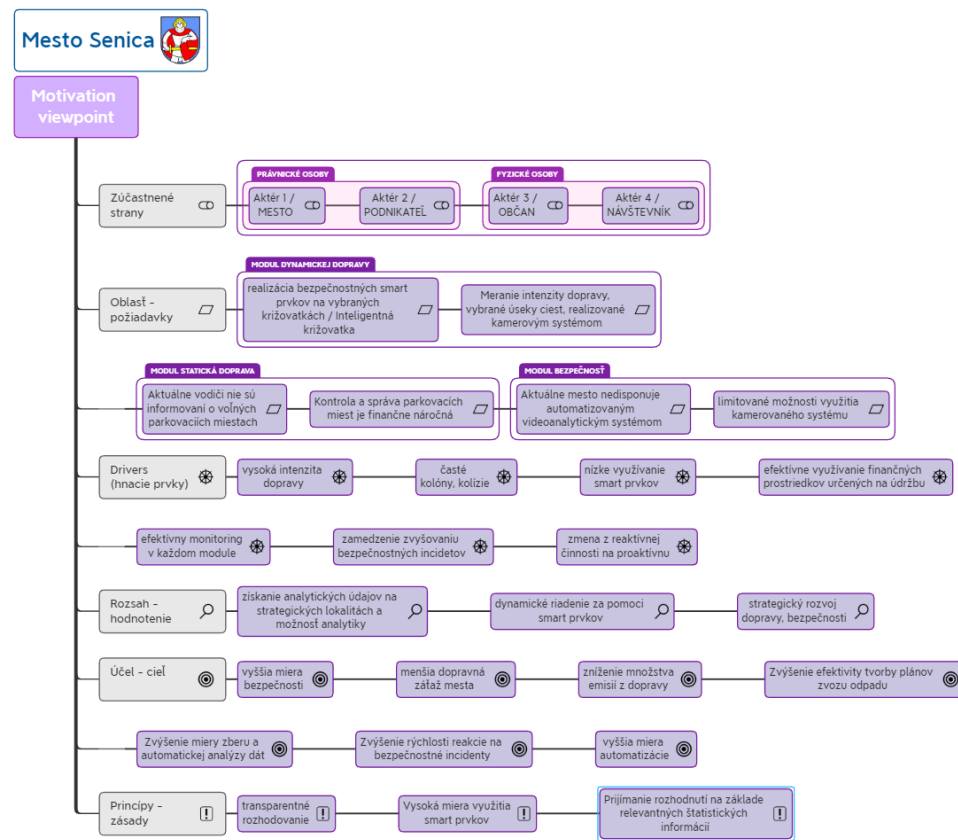 Mesto Senica
Motivation
viewpoint
PRÁVNICKÉ OSOBY
FYZICKÉ OSOBY
Zúčastnené
strany
Aktér 1 /
MESTO
Aktér 2 /
PODNIKATEĽ
Aktér 3 /
OBČAN
Aktér 4 /
NÁVŠTEVNÍK
MODUL DYNAMICKEJ DOPRAVY
Oblasť -
požiadavky
realizácia bezpečnostných smart
prvkov na vybraných
križovatkách / Inteligentná
križovatka
Meranie intenzity dopravy,
vybrané úseky ciest, realizované
kamerovým systémom
MODUL STATICKÁ DOPRAVA
MODUL BEZPEČNOSŤ
Aktuálne vodiči nie sú
informovaní o voľných
parkovaciích miestach
Kontrola a správa parkovacích
miest je finančne náročná
Aktuálne mesto nedisponuje
automatizovaným
videoanalytickým systémom
limitované možnosti využitia
kamerovaného systému
Drivers
(hnacie prvky)
vysoká intenzita
dopravy
časté
kolóny, kolízie
nízke využívanie
smart prvkov
efektívne využívanie finančných
prostriedkov určených na údržbu
efektívny monitoring
v každom module
zamedzenie zvyšovaniu
bezpečnostných incidetov
zmena z reaktívnej
činnosti na proaktívnu
Rozsah -
hodnotenie
získanie analytických údajov na
strategických lokalitách a
možnosť analytiky
dynamické riadenie za pomoci
smart prvkov
strategický rozvoj
dopravy, bezpečnosti
Účel - cieľ
vyššia miera
bezpečnosti
menšia dopravná
záťaž mesta
zníženie množstva
emisií z dopravy
Zvýšenie efektivity tvorby plánov
zvozu odpadu
Zvýšenie miery zberu a
automatickej analýzy dát
Zvýšenie rýchlosti reakcie na
bezpečnostné incidenty
vyššia miera
automatizácie
Princípy -
zásady
transparentné
rozhodovanie
Vysoká miera využitia
smart prvkov
Prijímanie rozhodnutí na základe
relevantných štatistických
informácií